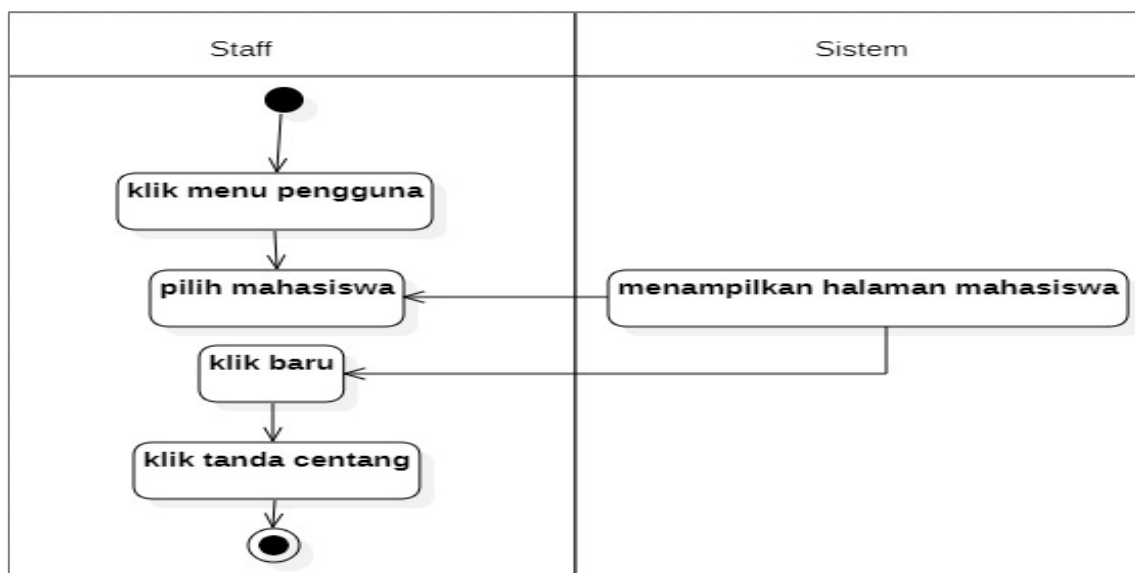 Staff
Sistem
klik menu pengguna
pilih mahasiswa
menampilkan halaman mahasiswa
klik baru
klik tanda centang